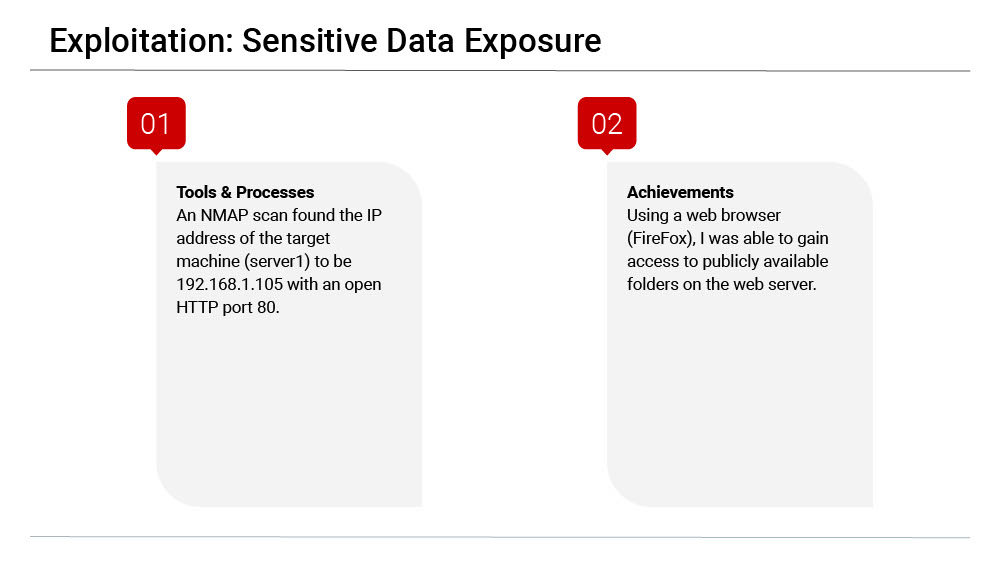 Exploitation: Sensitive Data Exposure
01
Tools & Processes
An NMAP scan found the IP
address of the target
machine (server1) to be
192.168.1.105 with an open
HTTP port 80.
02
Achievements
Using a web browser
(FireFox), I was able to gain
access to publicly available
folders on the web server.